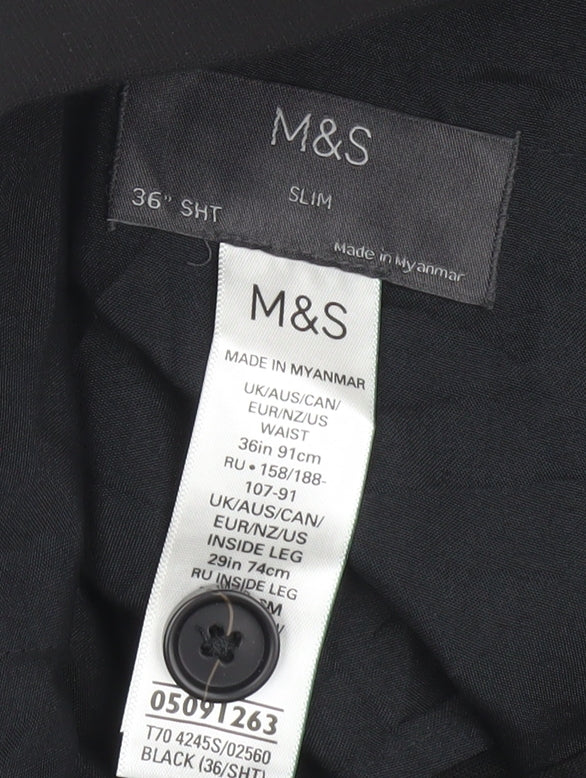 M&S
SLIM
36" SHT
Made in Myanmar
M&S
MADE IN MYANMAR
UK/AUS/CAN/
EUR/NZ/US
WAIST
36in 91cm
RU • 158/188-
107-91
UK/AUS/CAN/
EUR/NZ/US
INSIDE LEG
29in 74cm
RU INSIDE LEG
05091263
T70 4245S/02560
BLACK (36/SHT)